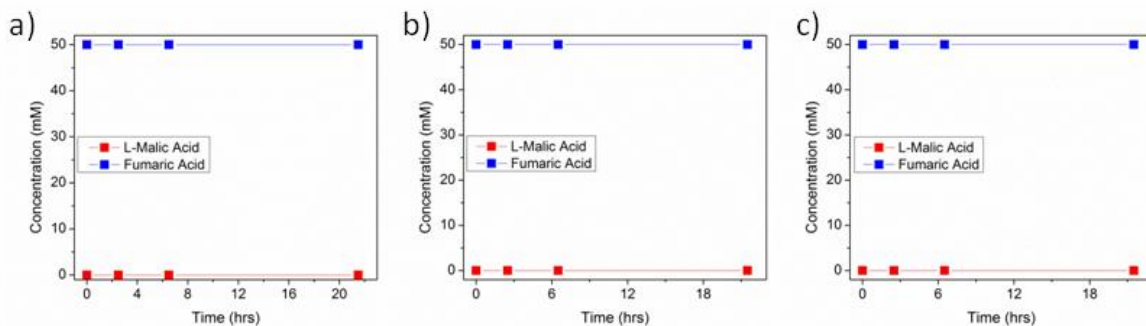 a)
Concentration (mM)
50
40
30
20
10
0
L-Malic Acid
Fumaric Acid
0 4 8 12 16 20
Time (hrs)
b)
Concentration (mM)
50
40
30
20
10
0
L-Malic Acid
Fumaric Acid
0 6 12 18
Time (hrs)
c)
Concentration (mM)
50
40
30
20
10
0
L-Malic Acid
Fumaric Acid
0 6 12 18
Time (hrs)